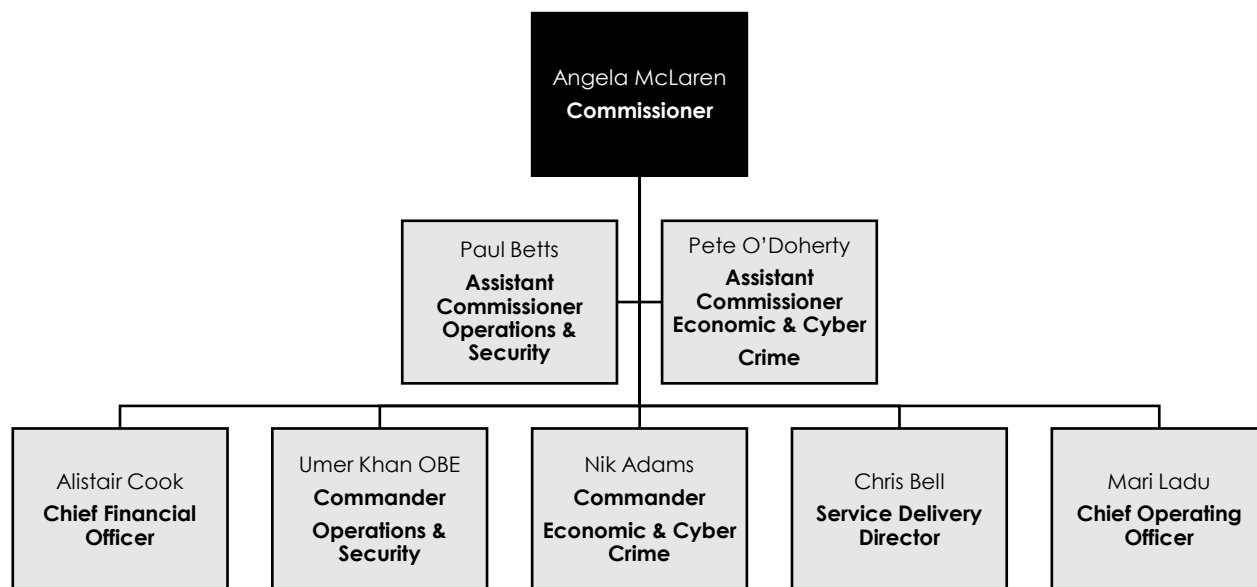 Angela McLaren
Commissioner
Paul Betts
Assistant
Commissioner
Operations &
Security
Pete O’Doherty
Assistant
Commissioner
Economic & Cyber
Crime
Alistair Cook
Chief Financial
Officer
Umer Khan OBE
Commander
Operations &
Security
Nik Adams
Commander
Economic & Cyber
Crime
Chris Bell
Service Delivery
Director
Mari Ladu
Chief Operating
Officer